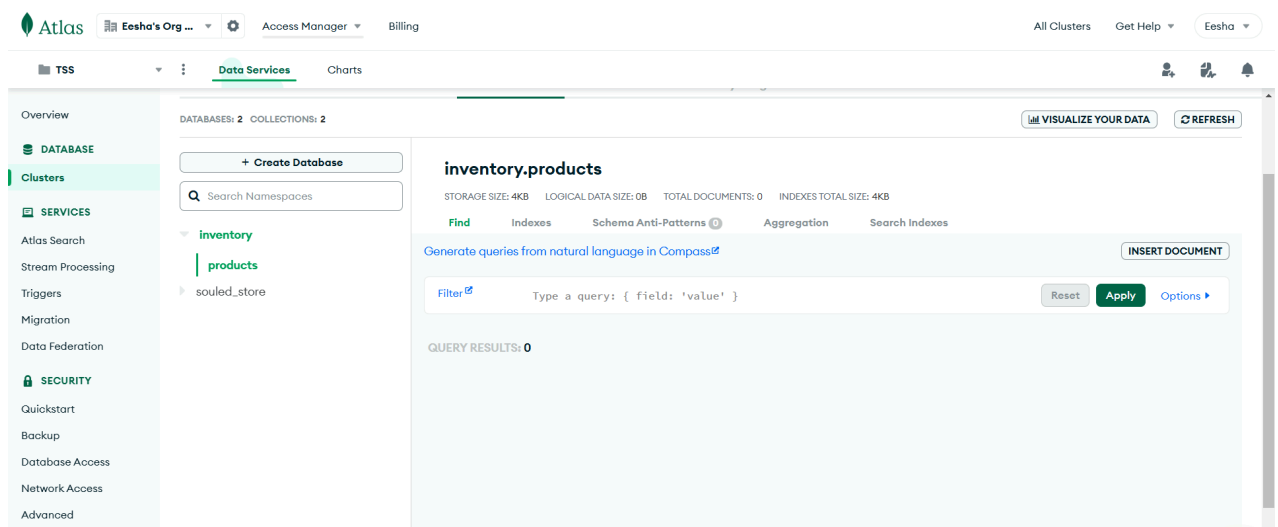 Atlas Eesha's Org ... Access Manager Billing All Clusters Get Help Eesha
TSS Data Services Charts
Overview
DATABASE
Clusters
SERVICES
Atlas Search
Stream Processing
Triggers
Migration
Data Federation
SECURITY
Quickstart
Backup
Database Access
Network Access
Advanced
DATABASES: 2 COLLECTIONS: 2
VISUALIZE YOUR DATA REFRESH
+ Create Database
Search Namespaces
inventory
products
souled_store
inventory.products
STORAGE SIZE: 4KB LOGICAL DATA SIZE: 0B TOTAL DOCUMENTS: 0 INDEXES TOTAL SIZE: 4KB
Find Indexes Schema Anti-Patterns 0 Aggregation Search Indexes
Generate queries from natural language in Compass
INSERT DOCUMENT
Filter Type a query: { field: 'value' } Reset Apply Options
QUERY RESULTS: 0